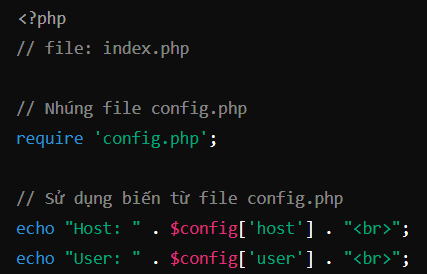 <?php
// file: index.php
// Nhúng file config.php
require 'config.php';
// Sử dụng biến từ file config.php
echo "Host: " . $config['host'] . "<br>";
echo "User: " . $config['user'] . "<br>";